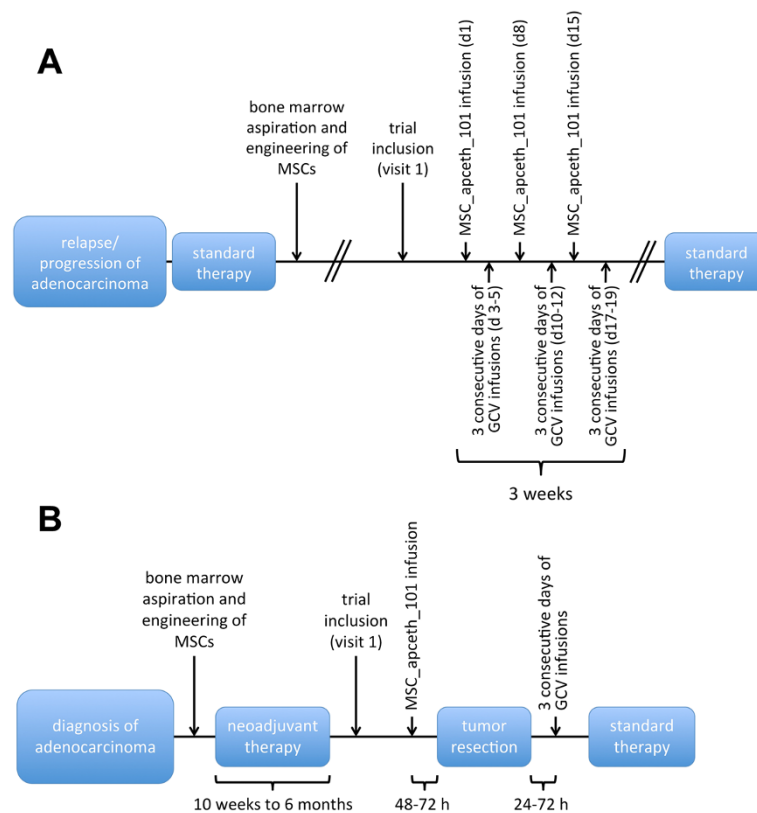 A
bone marrow
aspiration and
engineering of
MSCs
trial
inclusion
(visit 1)
MSC_apceth_101 infusion (d1)
MSC_apceth_101 infusion (d8)
MSC_apceth_101 infusion (d15)
relapse/
progression of
adenocarcinoma
standard
therapy
standard
therapy
3 consecutive days of
GCV infusions (d 3-5)
3 consecutive days of
GCV infusions (d10-12)
3 consecutive days of
GCV infusions (d17-19)
3 weeks
B
bone marrow
aspiration and
engineering of
MSCs
trial
inclusion
(visit 1)
MSC_apceth_101 infusion
3 consecutive days of
GCV infusions
diagnosis of
adenocarcinoma
neoadjuvant
therapy
tumor
resection
standard
therapy
10 weeks to 6 months
48-72 h
24-72 h